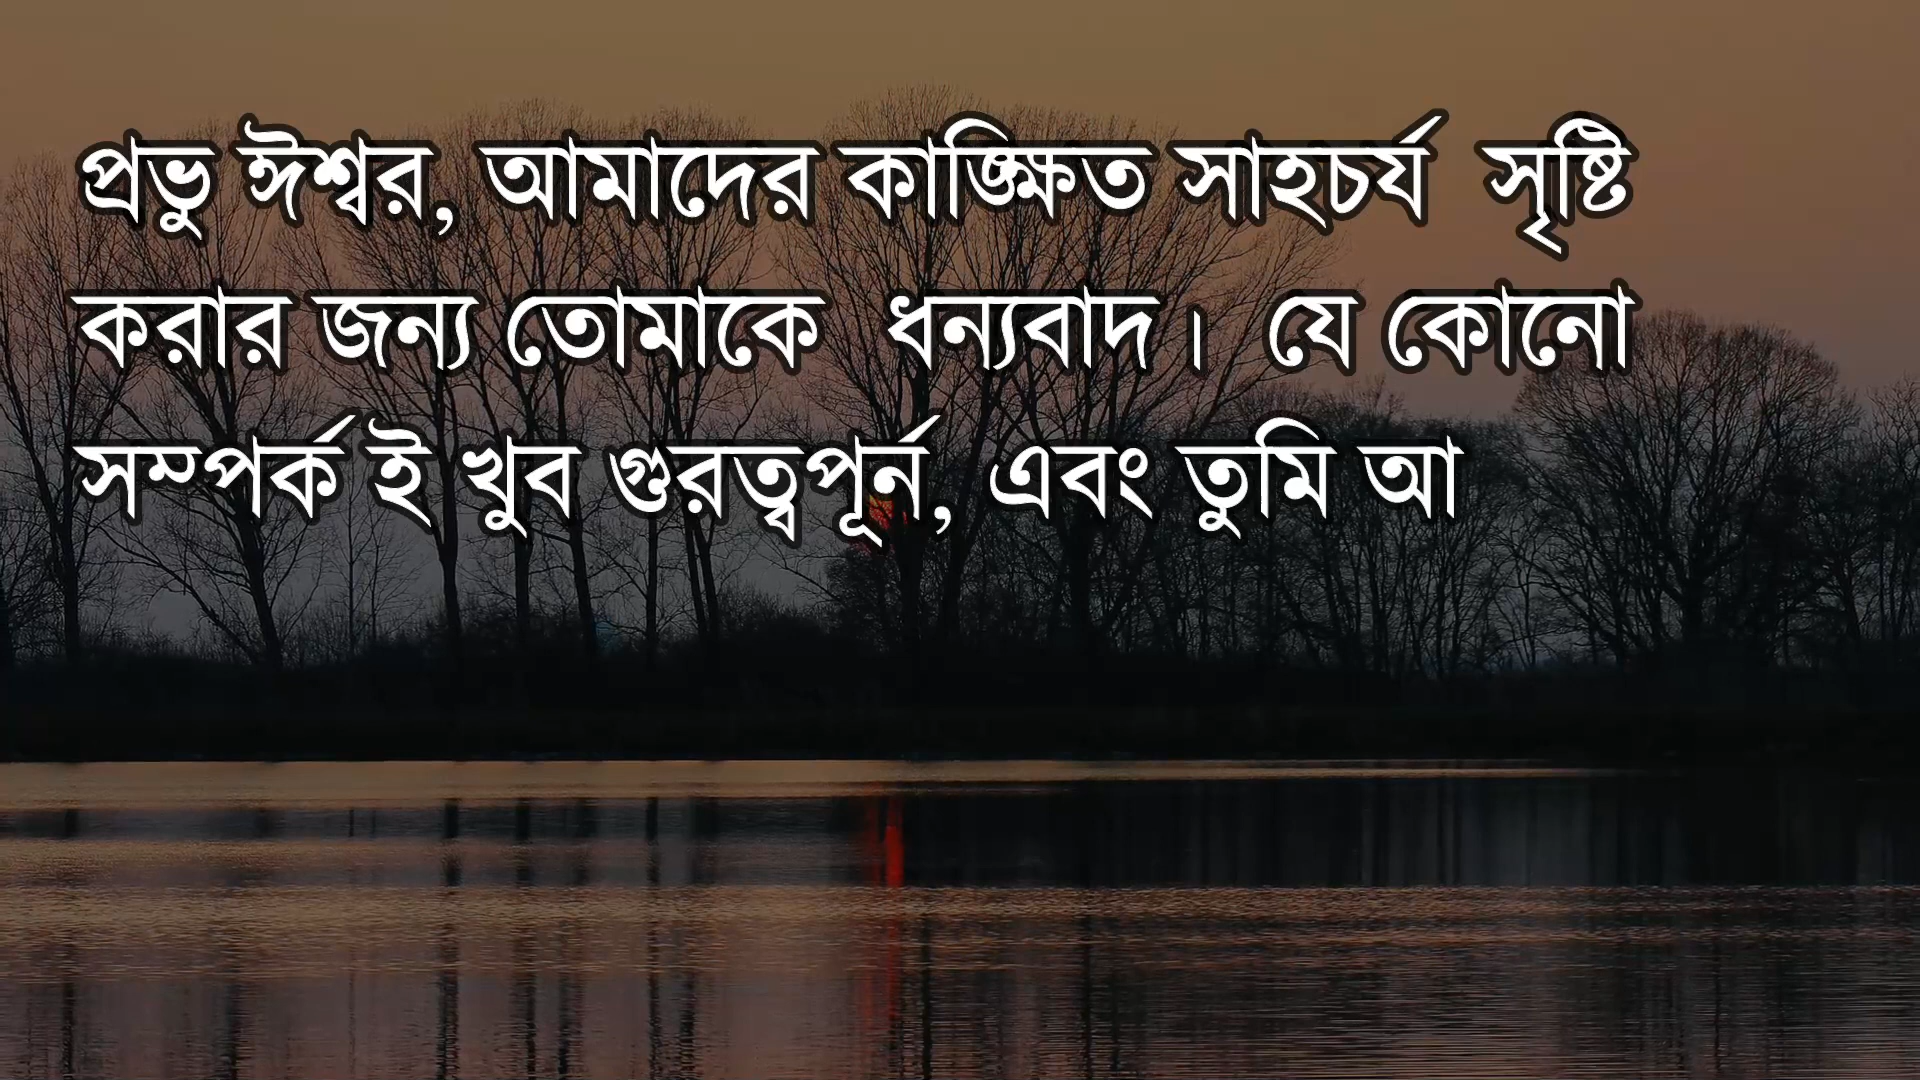 প্রভু ঈশ্বর, আমাদের কাঙ্ক্ষিত সাহচর্য সৃষ্টি
করার জন্য তোমাকে ধন্যবাদ। যে কোনো
সম্পর্ক ই খুব গুরত্বপূর্ন, এবং তুমি আ